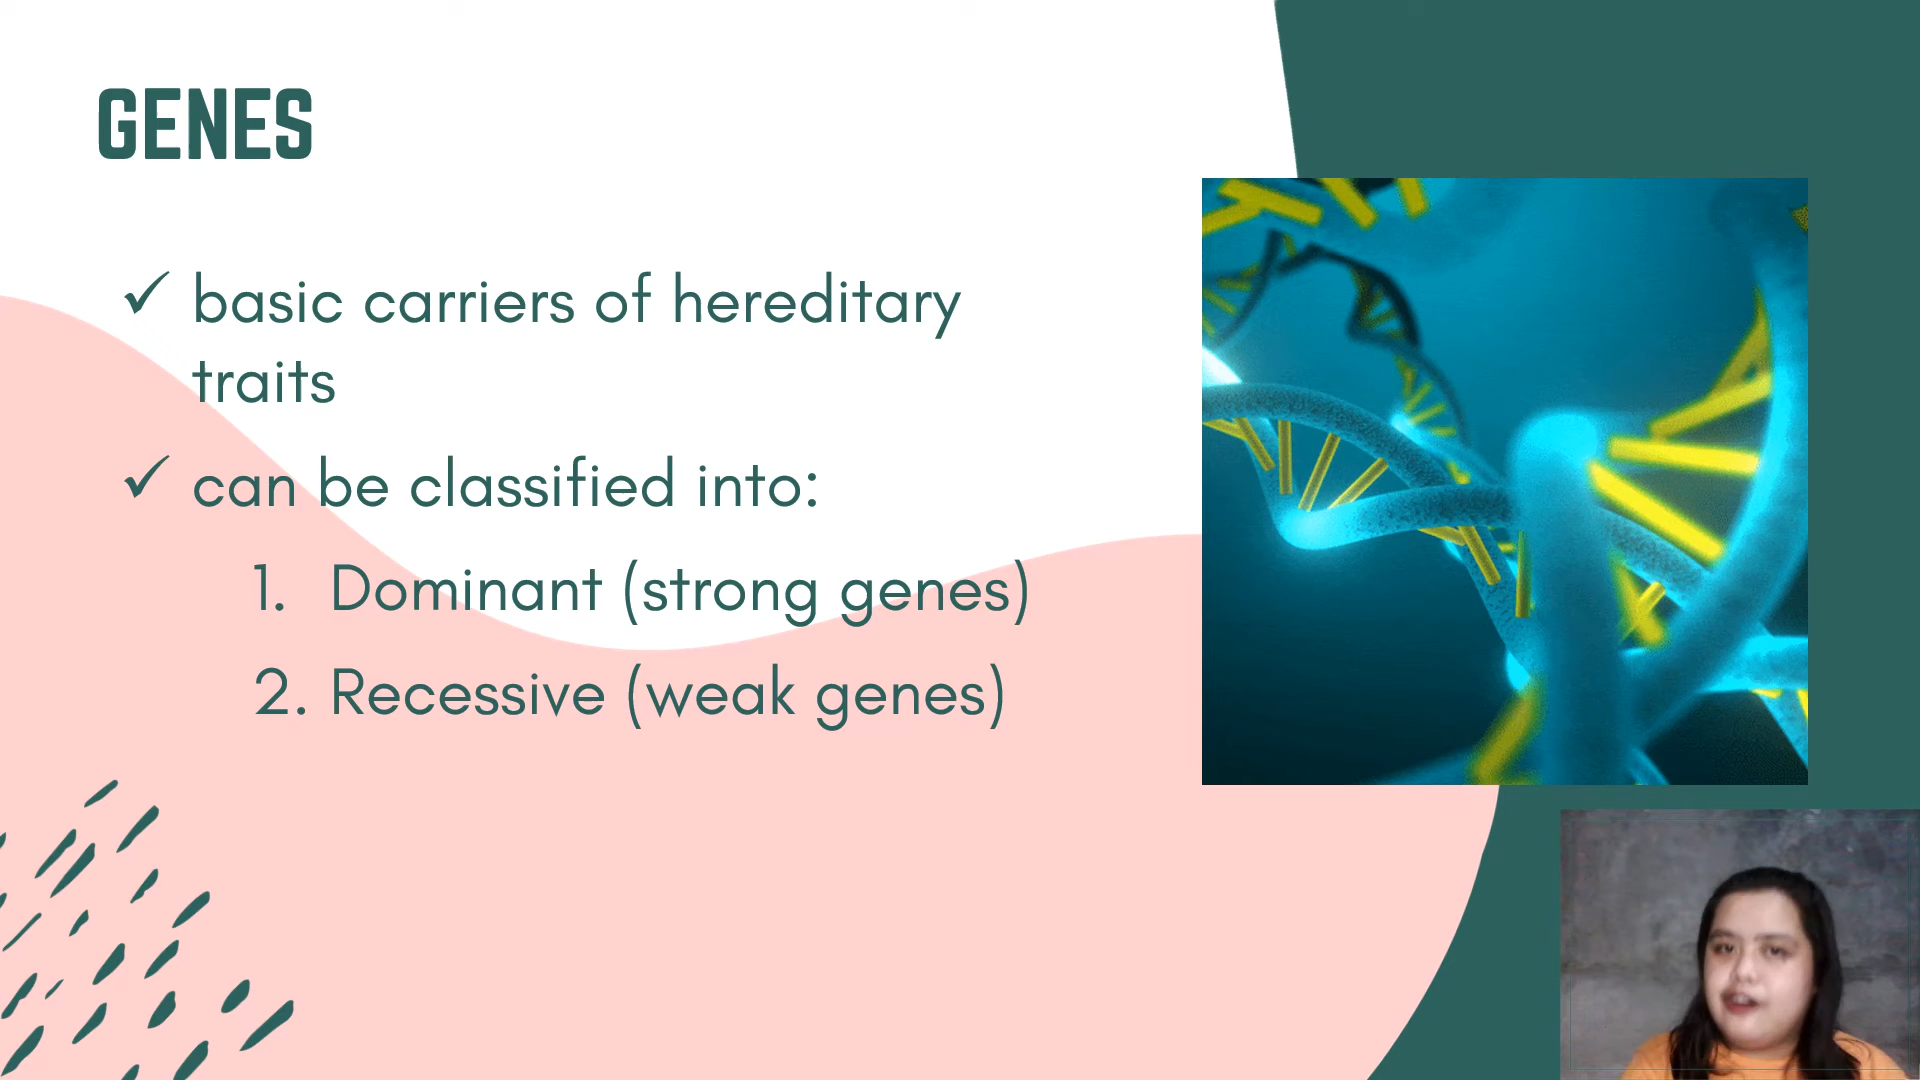 GENES
✓ basic carriers of hereditary
traits
✓ can be classified into:
1. Dominant (strong genes)
2. Recessive (weak genes)